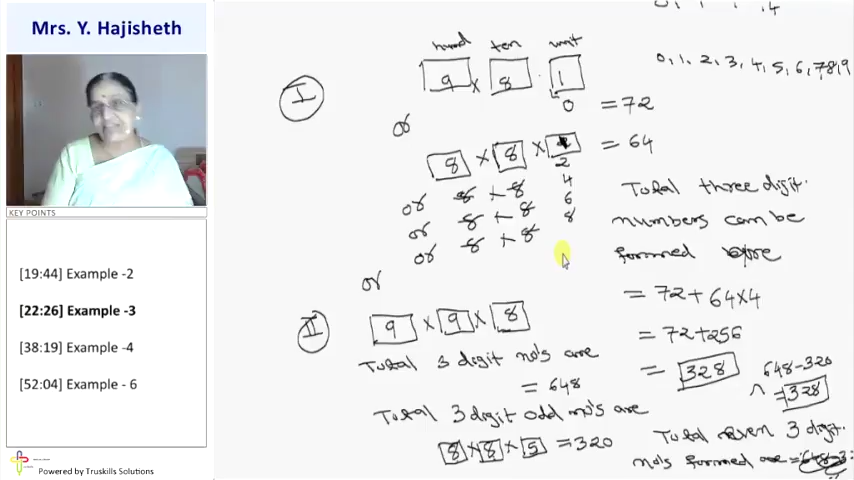 Mrs. Y. Hajisheth
KEY POINTS
[19:44] Example -2
[22:26] Example -3
[38:19] Example -4
[52:04] Example - 6
Powered by Truskills Solutions
0, 1, 2, 3, 4, 5, 6, 7, 8, 9
hund ten unit
I 9 × 8 · 1
0 = 72
or
8 × 8 × = 64
2
4
or 8 × 8 6
or 8 × 8 8
or 8 × 8
or
II 9 × 9 × 8
Total 3 digit no's are
= 648
Total 3 digit odd no's are
8 × 8 × 5 = 320
Total three digit
numbers can be
formed are
= 72 + 64 × 4
= 72 + 256
= 328
648 - 320
= 328
Total even 3 digit
no's formed